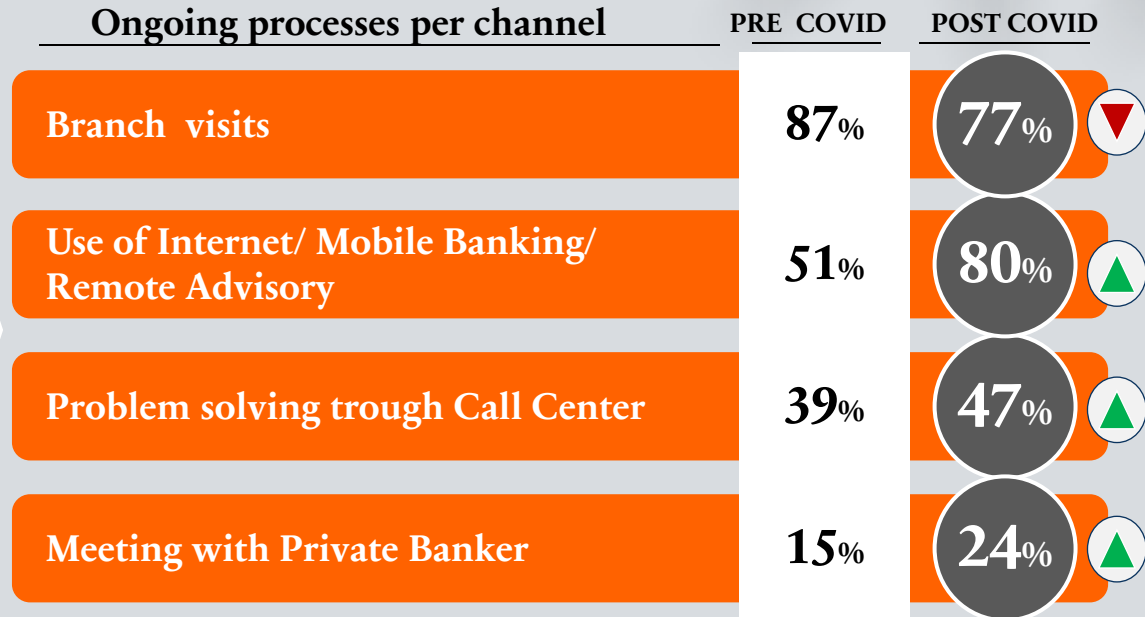 Ongoing processes per channel PRE COVID POST COVID
Branch visits 87% 77%
Use of Internet/ Mobile Banking/
Remote Advisory 51% 80%
Problem solving trough Call Center 39% 47%
Meeting with Private Banker 15% 24%